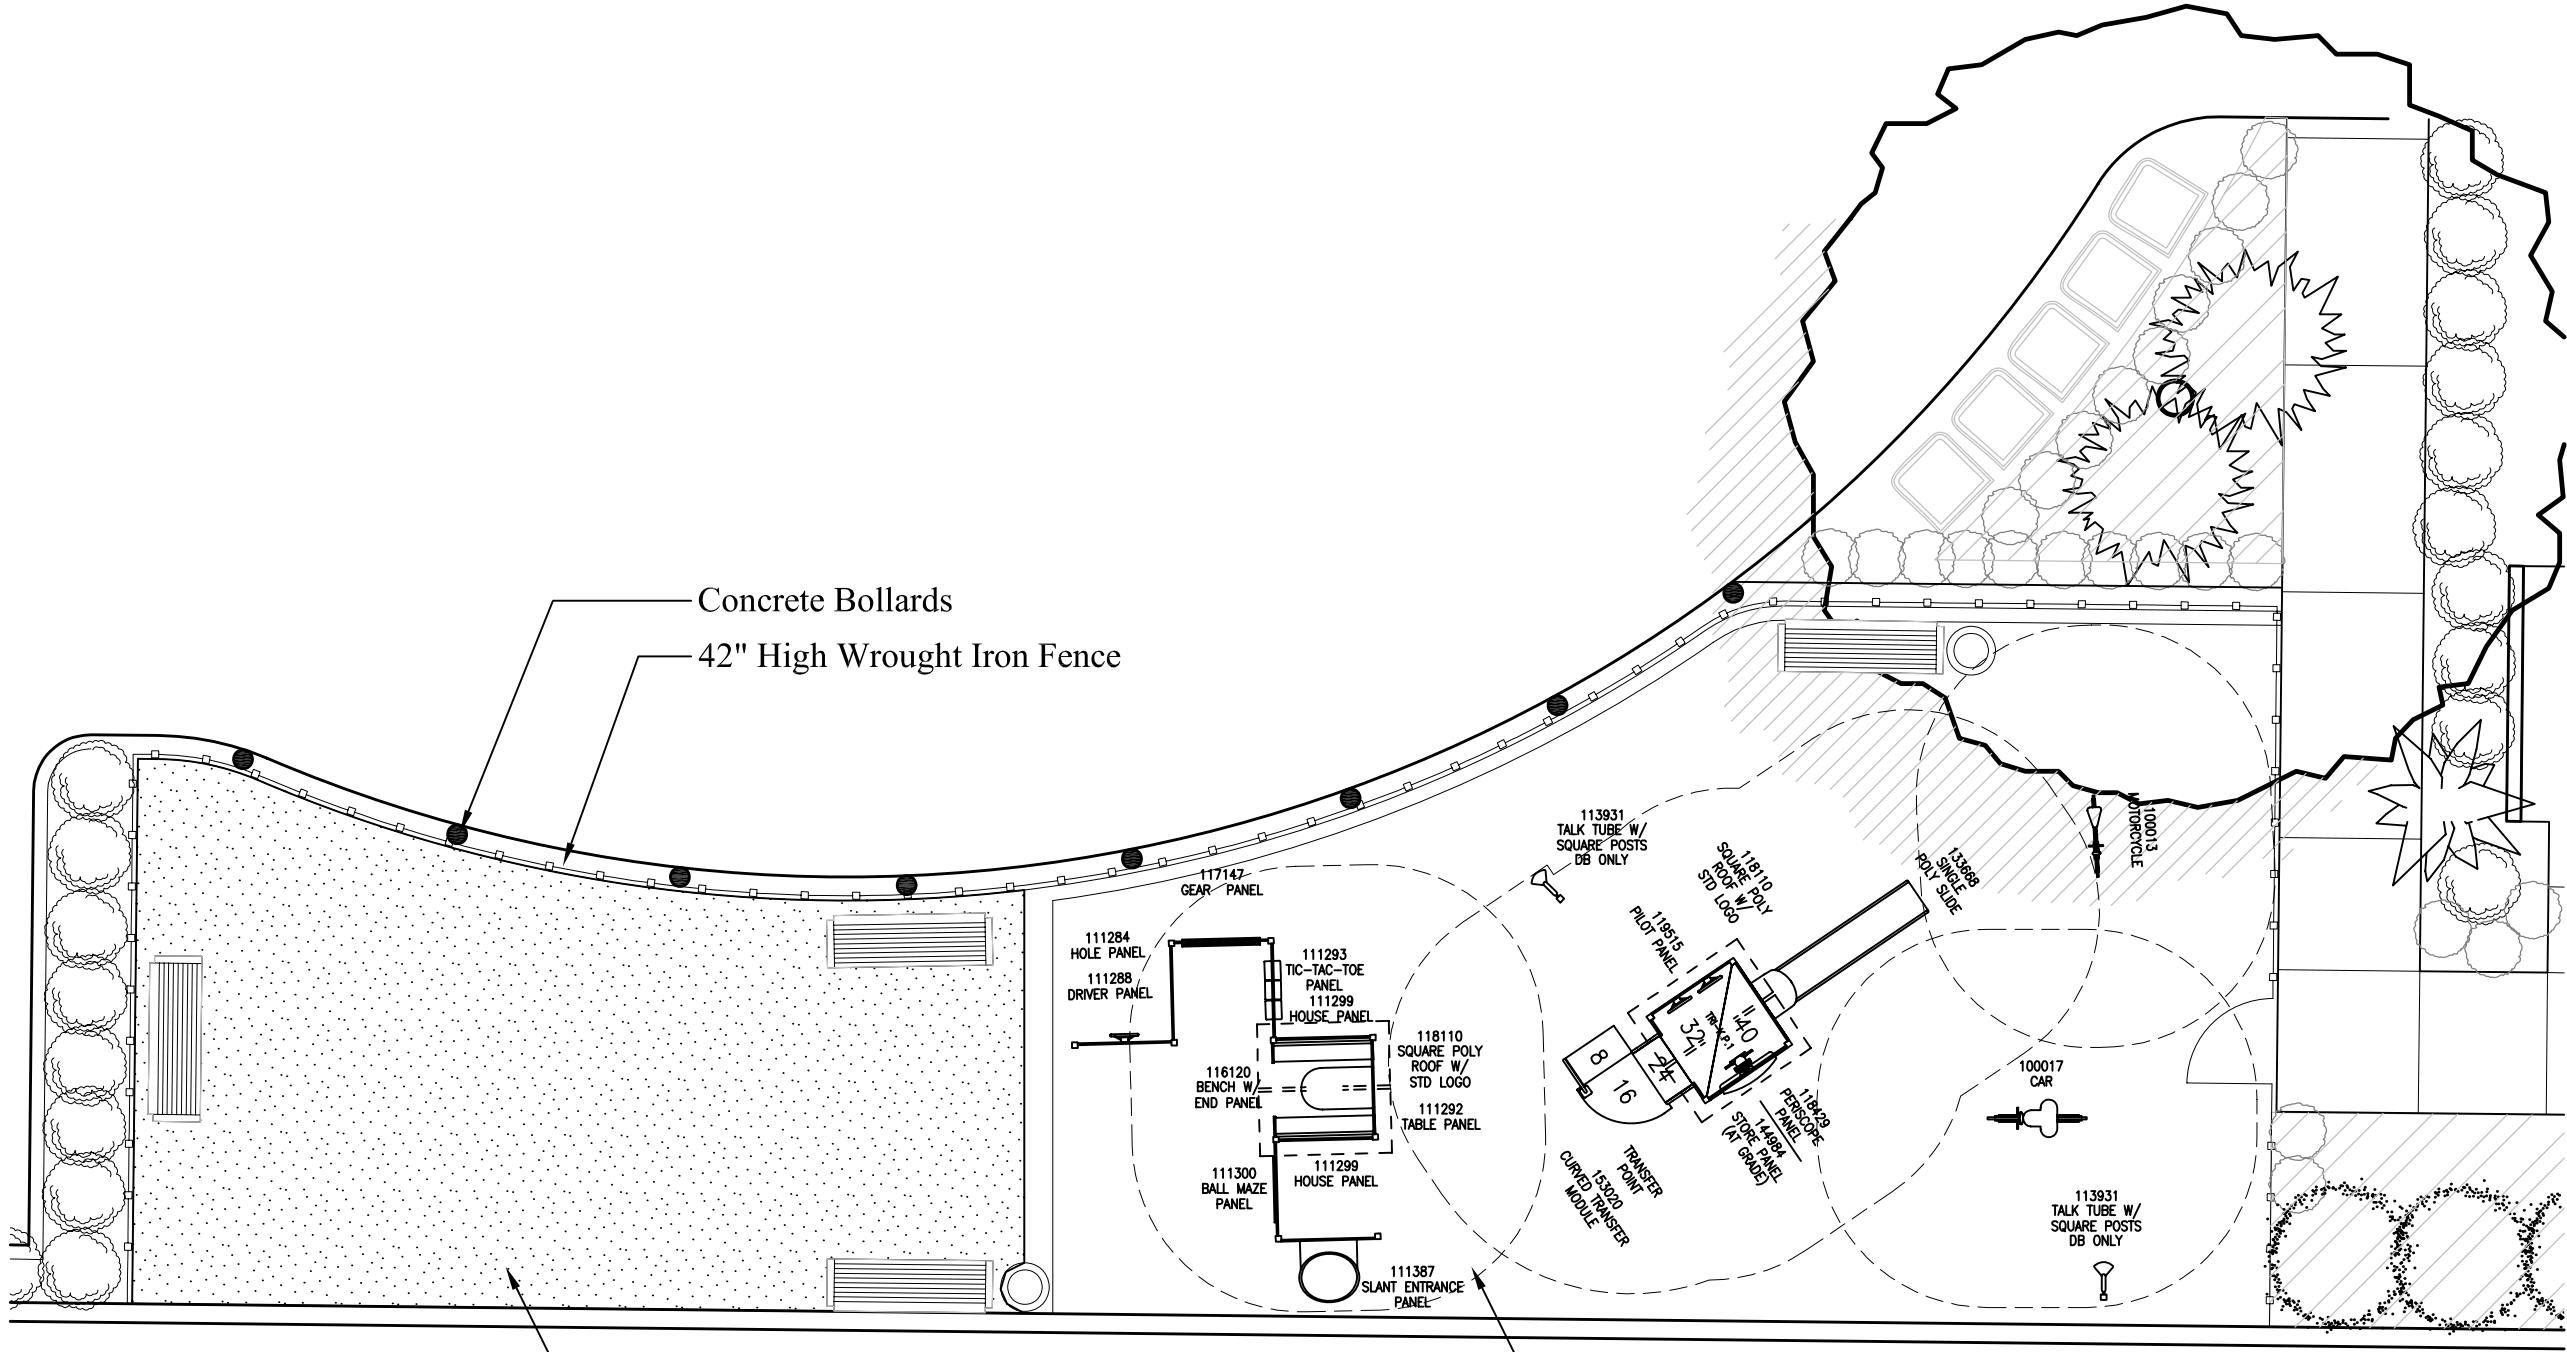 Concrete Bollards
42" High Wrought Iron Fence
113931
TALK TUBE W/
SQUARE POSTS
DB ONLY
100013
MOTORCYCLE
118110
SQUARE POLY
ROOF W/
STD LOGO
133668
SINGLE
POLY SLIDE
117147
GEAR PANEL
119515
PILOT PANEL
111284
HOLE PANEL
111288
DRIVER PANEL
111293
TIC-TAC-TOE
PANEL
111299
HOUSE PANEL
118110
SQUARE POLY
ROOF W/
STD LOGO
116120
BENCH W/
END PANEL
111292
TABLE PANEL
111300
BALL MAZE
PANEL
111299
HOUSE PANEL
111387
SLANT ENTRANCE
PANEL
32"
40"
TRI-K.P.1
24
8
16
118429
PERISCOPE
PANEL
144984
STORE PANEL
(AT GRADE)
TRANSFER
POINT
153020
CURVED TRANSFER
MODULE
100017
CAR
113931
TALK TUBE W/
SQUARE POSTS
DB ONLY